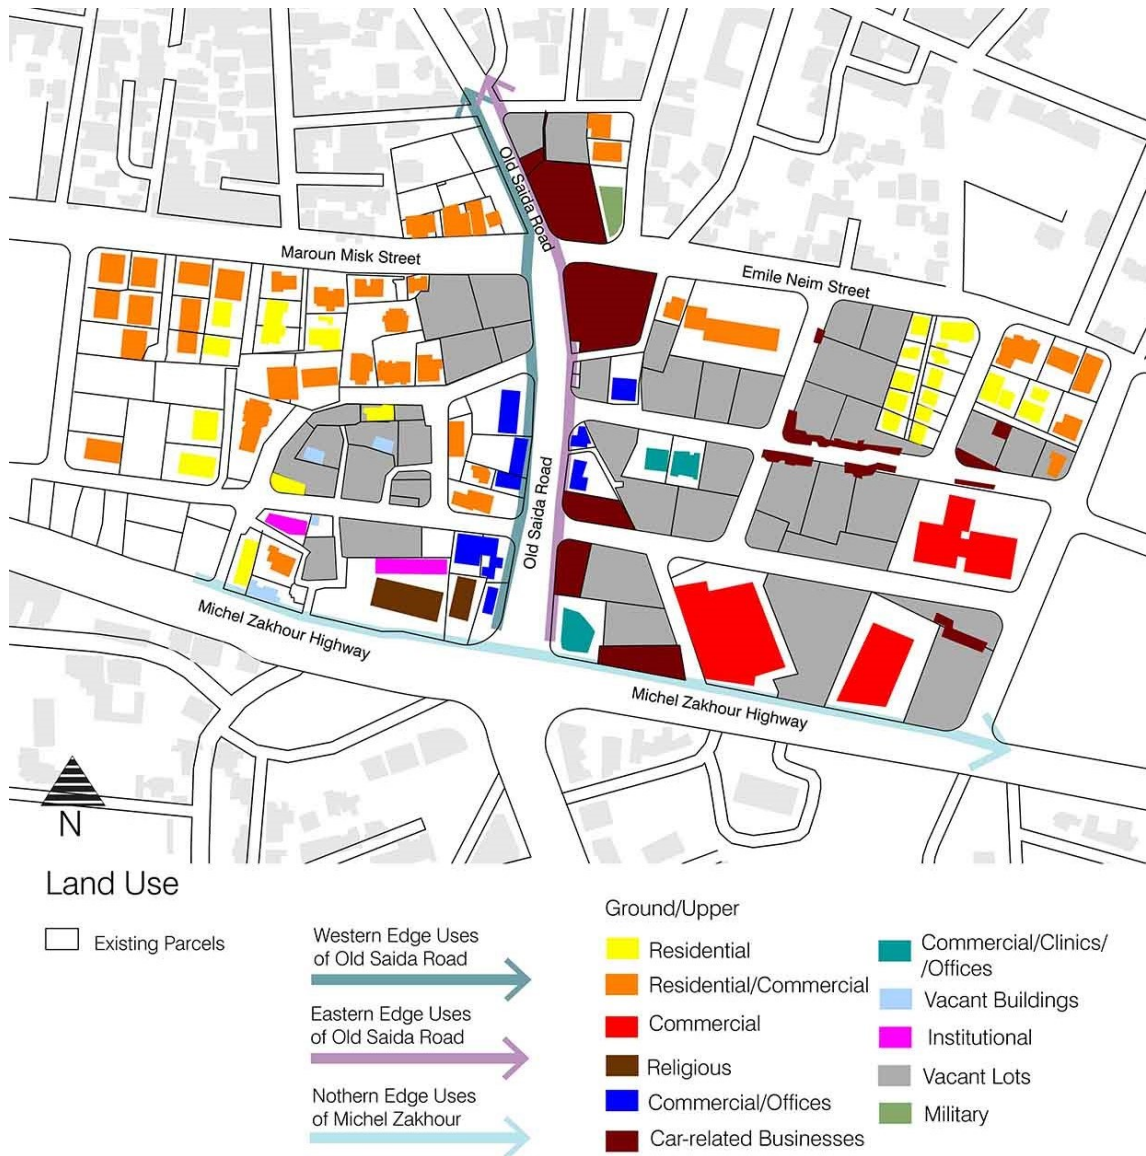 Old Saida Road
Maroun Misk Street
Emile Neim Street
Old Saida Road
Michel Zakhour Highway
Michel Zakhour Highway
N
Land Use
Existing Parcels
Western Edge Uses
of Old Saida Road
Eastern Edge Uses
of Old Saida Road
Nothern Edge Uses
of Michel Zakhour
Ground/Upper
Residential
Residential/Commercial
Commercial
Religious
Commercial/Offices
Car-related Businesses
Commercial/Clinics/
/Offices
Vacant Buildings
Institutional
Vacant Lots
Military